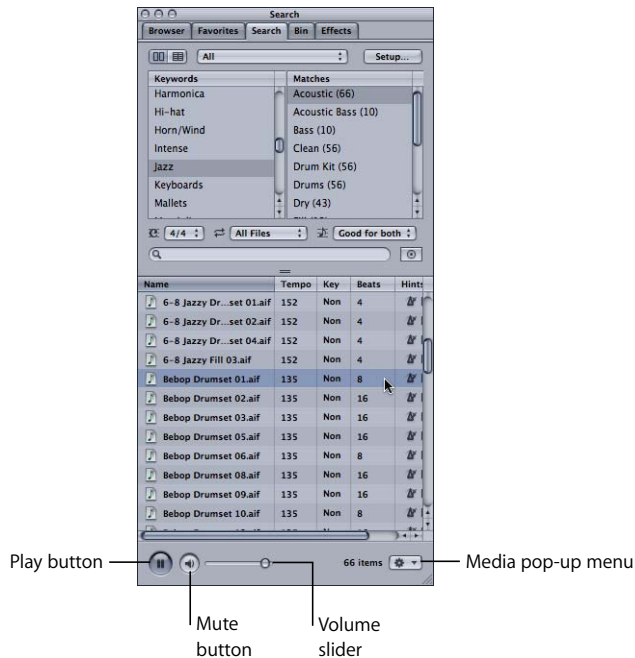 Search
Browser Favorites Search Bin Effects
All Setup...
Keywords Matches
Harmonica Acoustic (66)
Hi-hat Acoustic Bass (10)
Horn/Wind Bass (10)
Intense Clean (56)
Jazz Drum Kit (56)
Keyboards Drums (56)
Mallets Dry (43)
4/4 All Files Good for both
Name Tempo Key Beats Hints
6-8 Jazzy Dr...set 01.aif 152 Non 4
6-8 Jazzy Dr...set 02.aif 152 Non 4
6-8 Jazzy Dr...set 04.aif 152 Non 4
6-8 Jazzy Fill 03.aif 152 Non 4
Bebop Drumset 01.aif 135 Non 8
Bebop Drumset 02.aif 135 Non 16
Bebop Drumset 03.aif 135 Non 16
Bebop Drumset 05.aif 135 Non 16
Bebop Drumset 06.aif 135 Non 8
Bebop Drumset 08.aif 135 Non 16
Bebop Drumset 09.aif 135 Non 16
Bebop Drumset 10.aif 135 Non 8
66 items
Play button
Media pop-up menu
Mute
button
Volume
slider